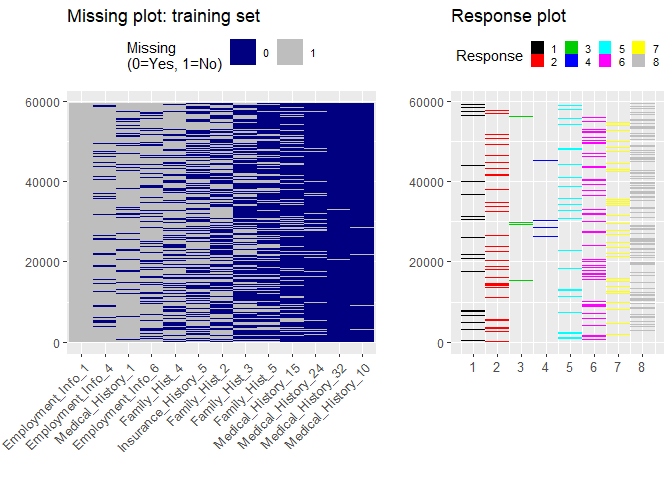 Missing plot: training set
Missing
(0=Yes, 1=No)
0
1
60000
40000
20000
0
Employment_Info_1
Employment_Info_4
Medical_History_1
Employment_Info_6
Family_Hist_4
Insurance_History_5
Family_Hist_2
Family_Hist_3
Family_Hist_5
Medical_History_15
Medical_History_24
Medical_History_32
Medical_History_10
Response plot
Response
1
3
5
7
2
4
6
8
60000
40000
20000
0
1
2
3
4
5
6
7
8